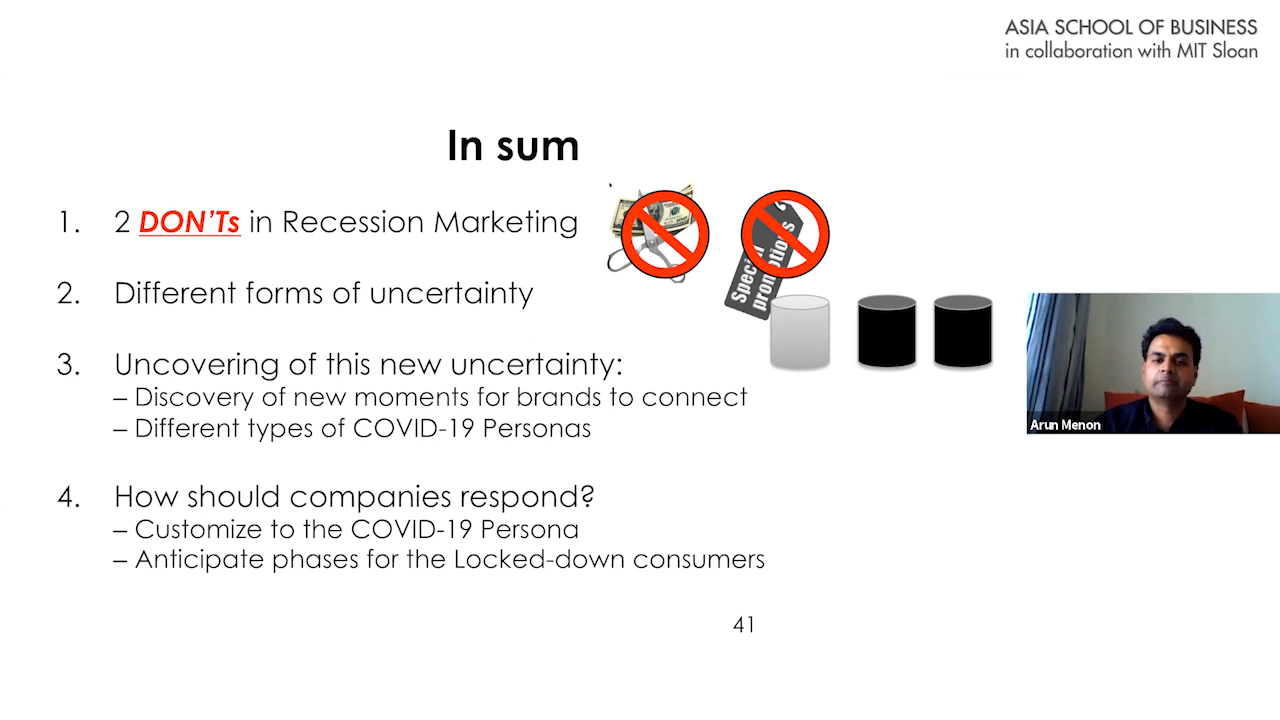 ASIA SCHOOL OF BUSINESS
in collaboration with MIT Sloan
In sum
1. 2 DON'Ts in Recession Marketing
Special
promotions
2. Different forms of uncertainty
3. Uncovering of this new uncertainty:
– Discovery of new moments for brands to connect
– Different types of COVID-19 Personas
Arun Menon
4. How should companies respond?
– Customize to the COVID-19 Persona
– Anticipate phases for the Locked-down consumers
41